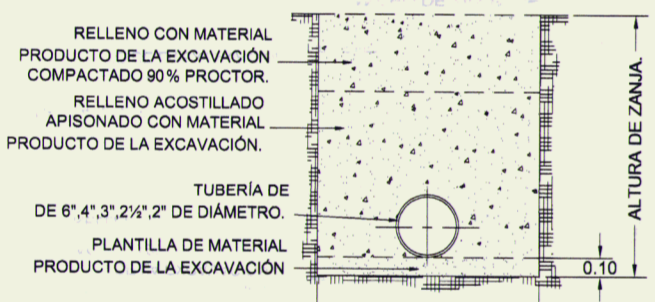 DE
RELLENO CON MATERIAL
PRODUCTO DE LA EXCAVACIÓN
COMPACTADO 90% PROCTOR.
RELLENO ACOSTILLADO
APISONADO CON MATERIAL
PRODUCTO DE LA EXCAVACIÓN.
TUBERÍA DE
DE 6",4",3",2½",2" DE DIÁMETRO.
PLANTILLA DE MATERIAL
PRODUCTO DE LA EXCAVACIÓN
0.10
ALTURA DE ZANJA.